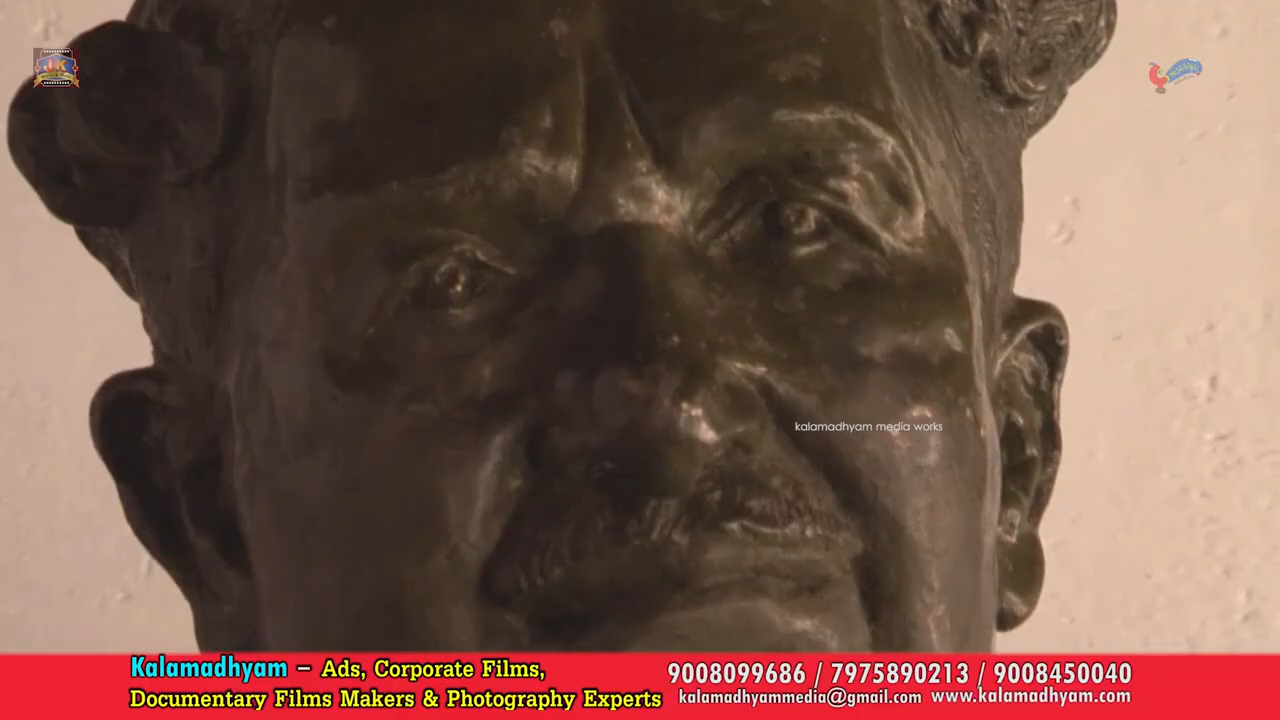 JK
kalamadhyam media works
Kalamadhyam – Ads, Corporate Films,
Documentary Films Makers & Photography Experts
9008099686 / 7975890213 / 9008450040
kalamadhyammedia@gmail.com www.kalamadhyam.com